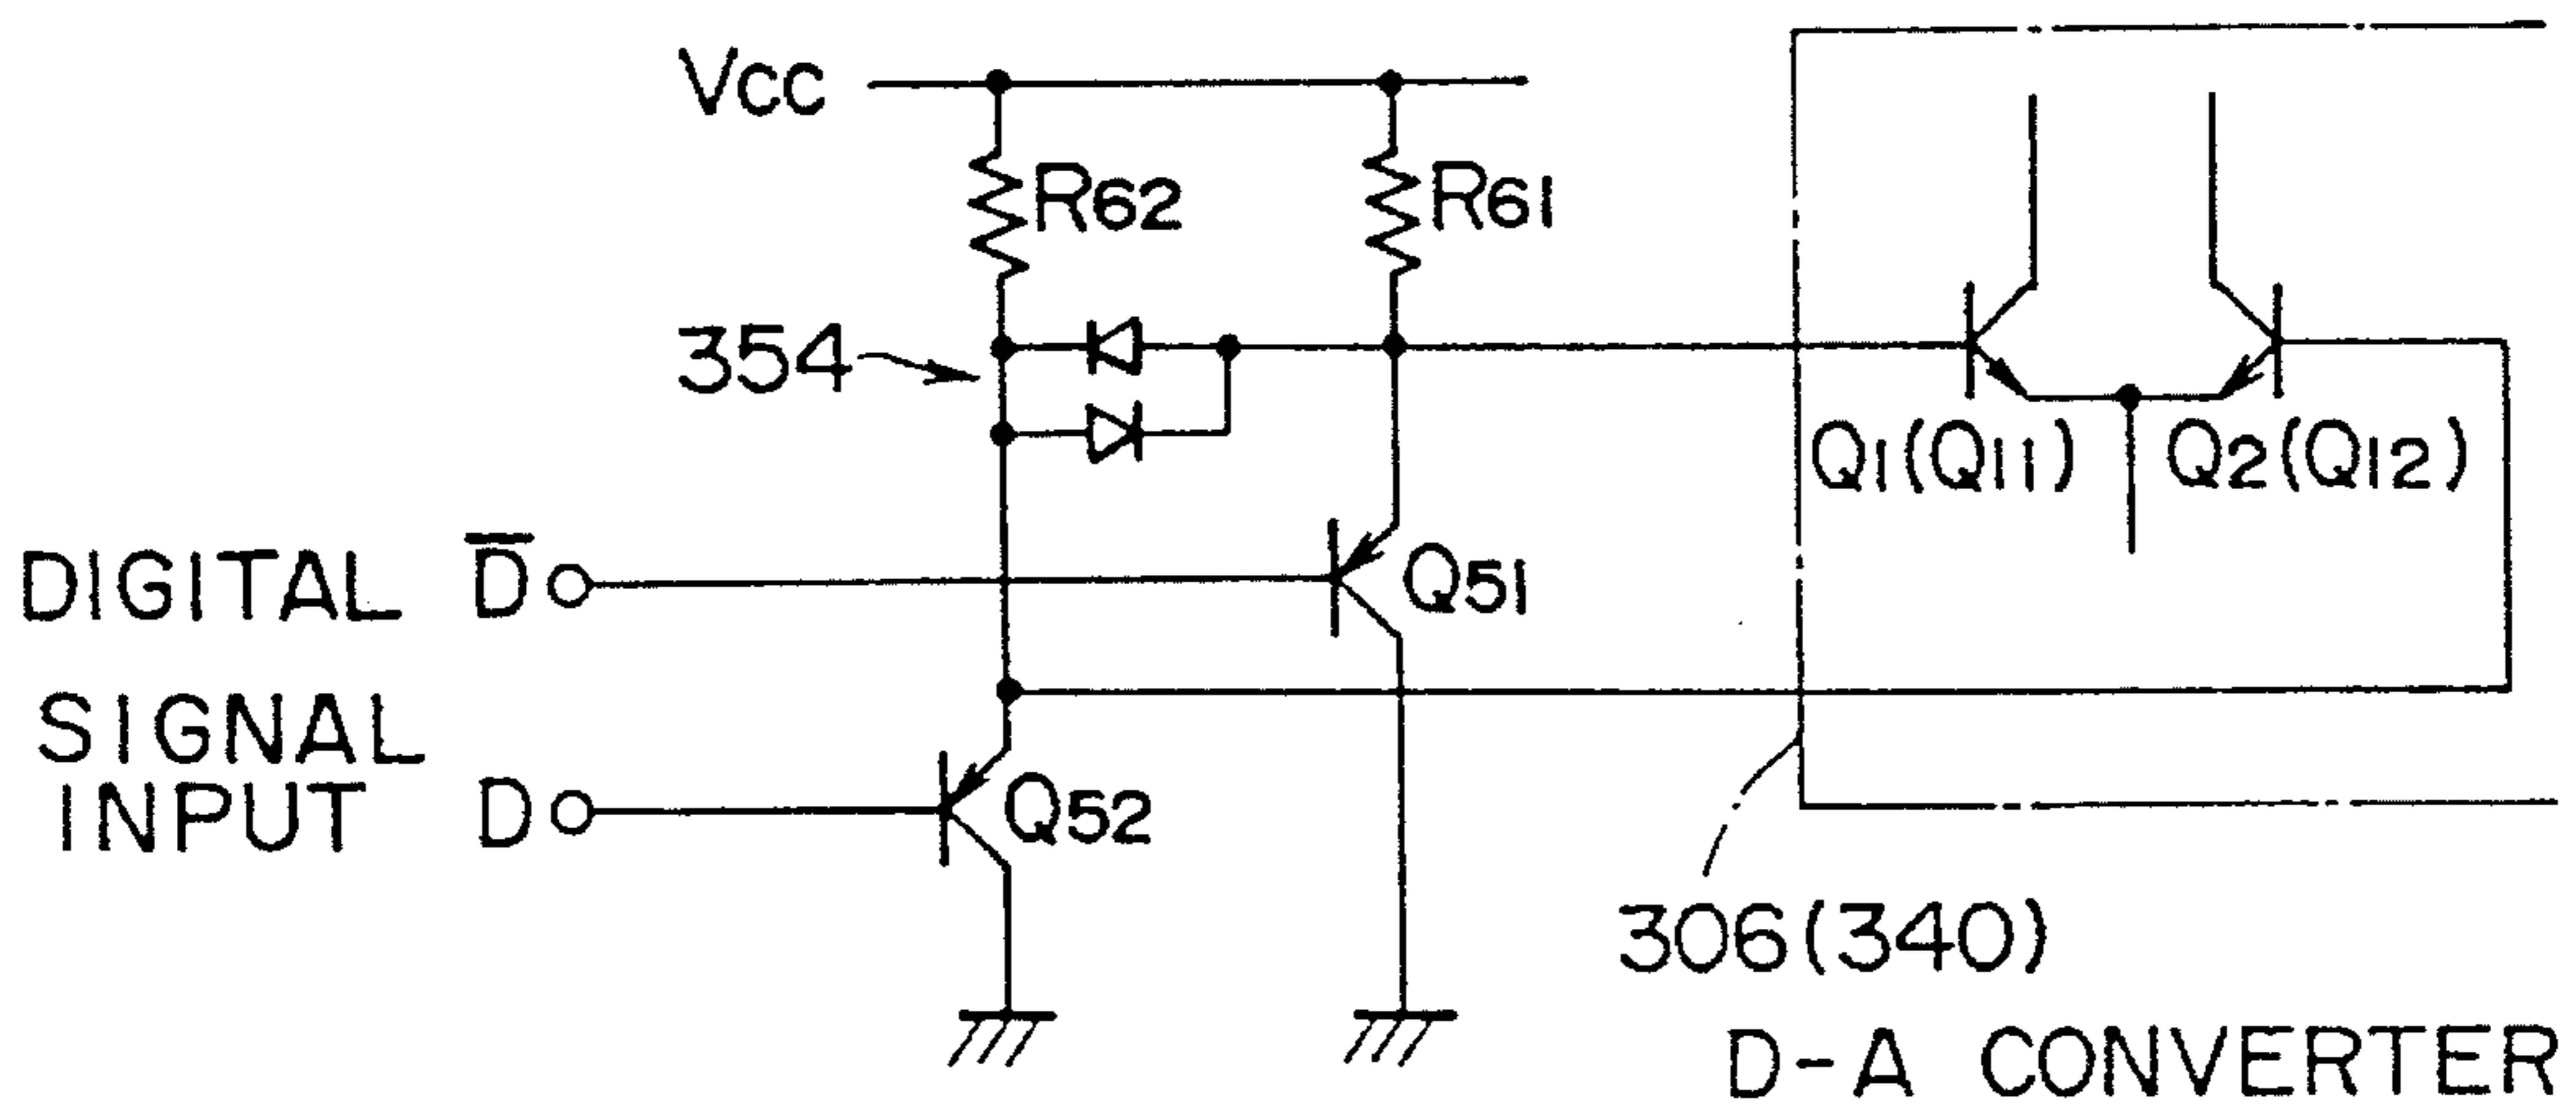 Vcc
R62
R61
354
Q1(Q11)
Q2(Q12)
DIGITAL D̅
Q51
SIGNAL
INPUT D
Q52
306(340)
D-A CONVERTER